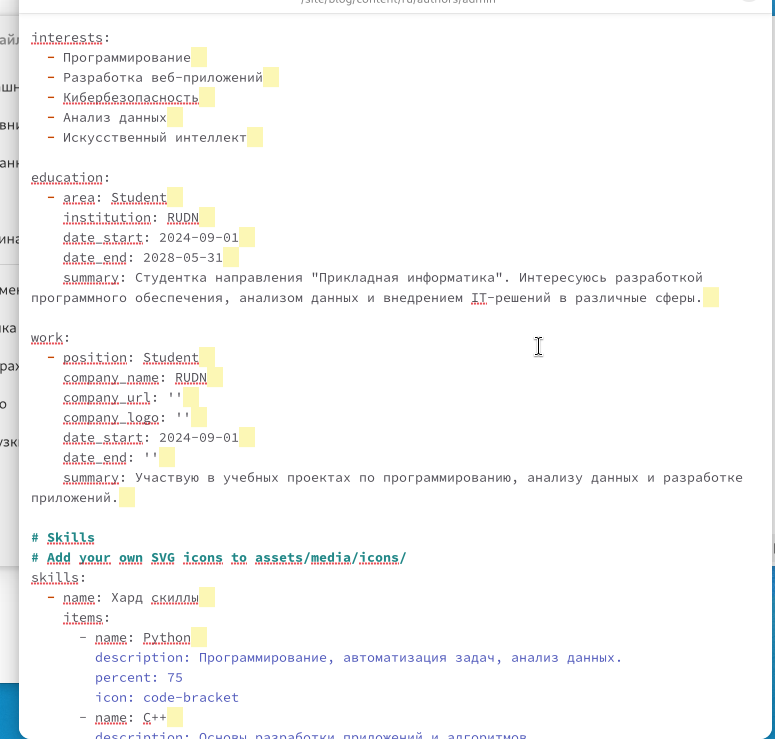 /site/blog/content/ru/authors/admin
interests:
- Программирование
- Разработка веб-приложений
- Кибербезопасность
- Анализ данных
- Искусственный интеллект
education:
- area: Student
institution: RUDN
date_start: 2024-09-01
date_end: 2028-05-31
summary: Студентка направления "Прикладная информатика". Интересуюсь разработкой
программного обеспечения, анализом данных и внедрением IT-решений в различные сферы.
work:
- position: Student
company_name: RUDN
company_url: ''
company_logo: ''
date_start: 2024-09-01
date_end: ''
summary: Участвую в учебных проектах по программированию, анализу данных и разработке
приложений.
# Skills
# Add your own SVG icons to assets/media/icons/
skills:
- name: Хард скиллы
items:
- name: Python
description: Программирование, автоматизация задач, анализ данных.
percent: 75
icon: code-bracket
- name: C++
description: Основы разработки приложений и алгоритмов